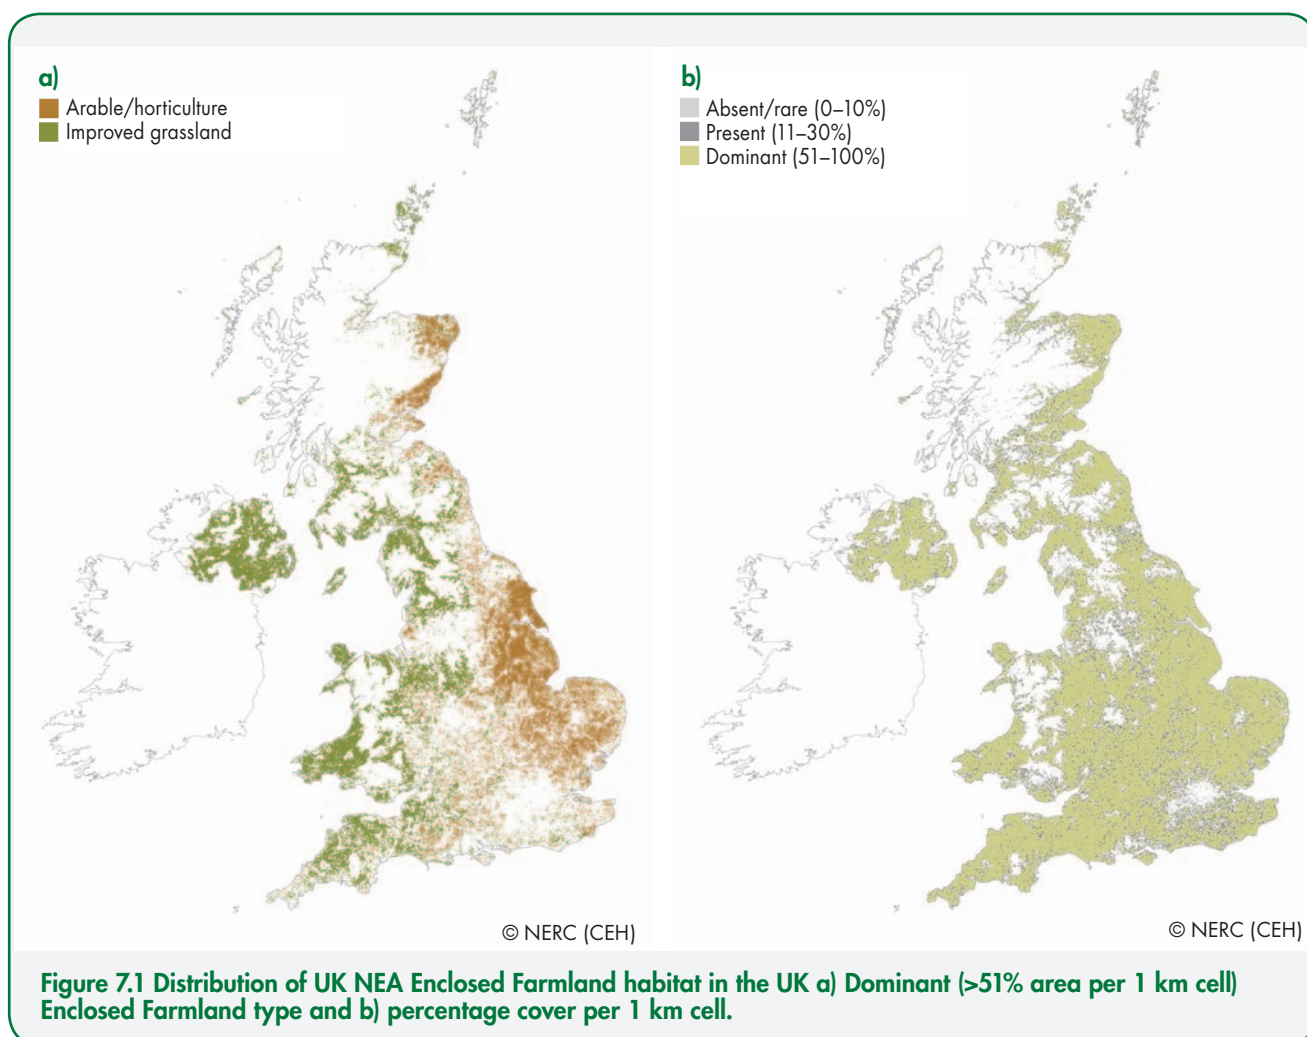 a)
Arable/horticulture
Improved grassland
© NERC (CEH)
b)
Absent/rare (0–10%)
Present (11–30%)
Dominant (51–100%)
© NERC (CEH)
Figure 7.1 Distribution of UK NEA Enclosed Farmland habitat in the UK a) Dominant (>51% area per 1 km cell)
Enclosed Farmland type and b) percentage cover per 1 km cell.